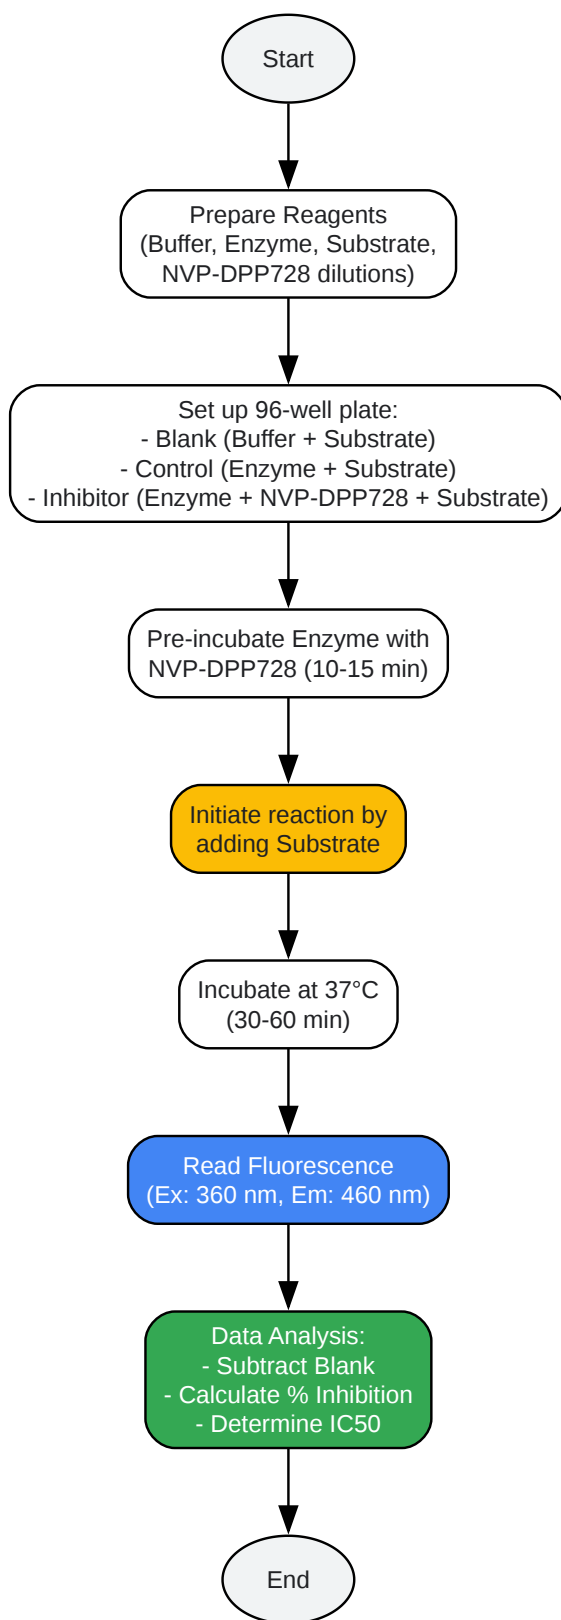 Start
Prepare Reagents
(Buffer, Enzyme, Substrate,
NVP-DPP728 dilutions)
Set up 96-well plate:
- Blank (Buffer + Substrate)
- Control (Enzyme + Substrate)
- Inhibitor (Enzyme + NVP-DPP728 + Substrate)
Pre-incubate Enzyme with
NVP-DPP728 (10-15 min)
Initiate reaction by
adding Substrate
Incubate at 37°C
(30-60 min)
Read Fluorescence
(Ex: 360 nm, Em: 460 nm)
Data Analysis:
- Subtract Blank
- Calculate % Inhibition
- Determine IC50
End